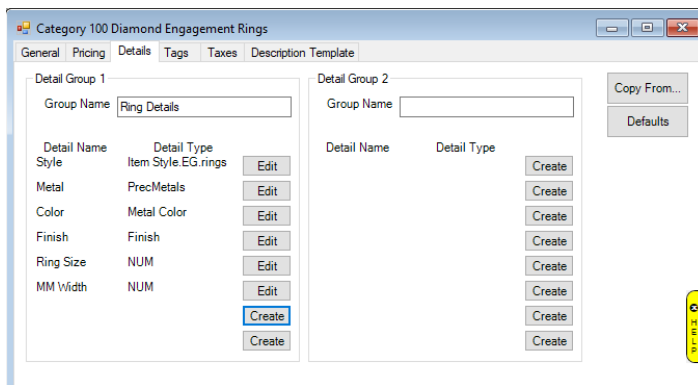 Category 100 Diamond Engagement Rings
General Pricing Details Tags Taxes Description Template
Detail Group 1
Group Name Ring Details
Detail Name Detail Type
Style Item Style.EG.rings Edit
Metal PrecMetals Edit
Color Metal Color Edit
Finish Finish Edit
Ring Size NUM Edit
MM Width NUM Edit
Create
Create
Detail Group 2
Group Name
Detail Name Detail Type
Create
Create
Create
Create
Create
Create
Create
Create
Copy From...
Defaults
HELP